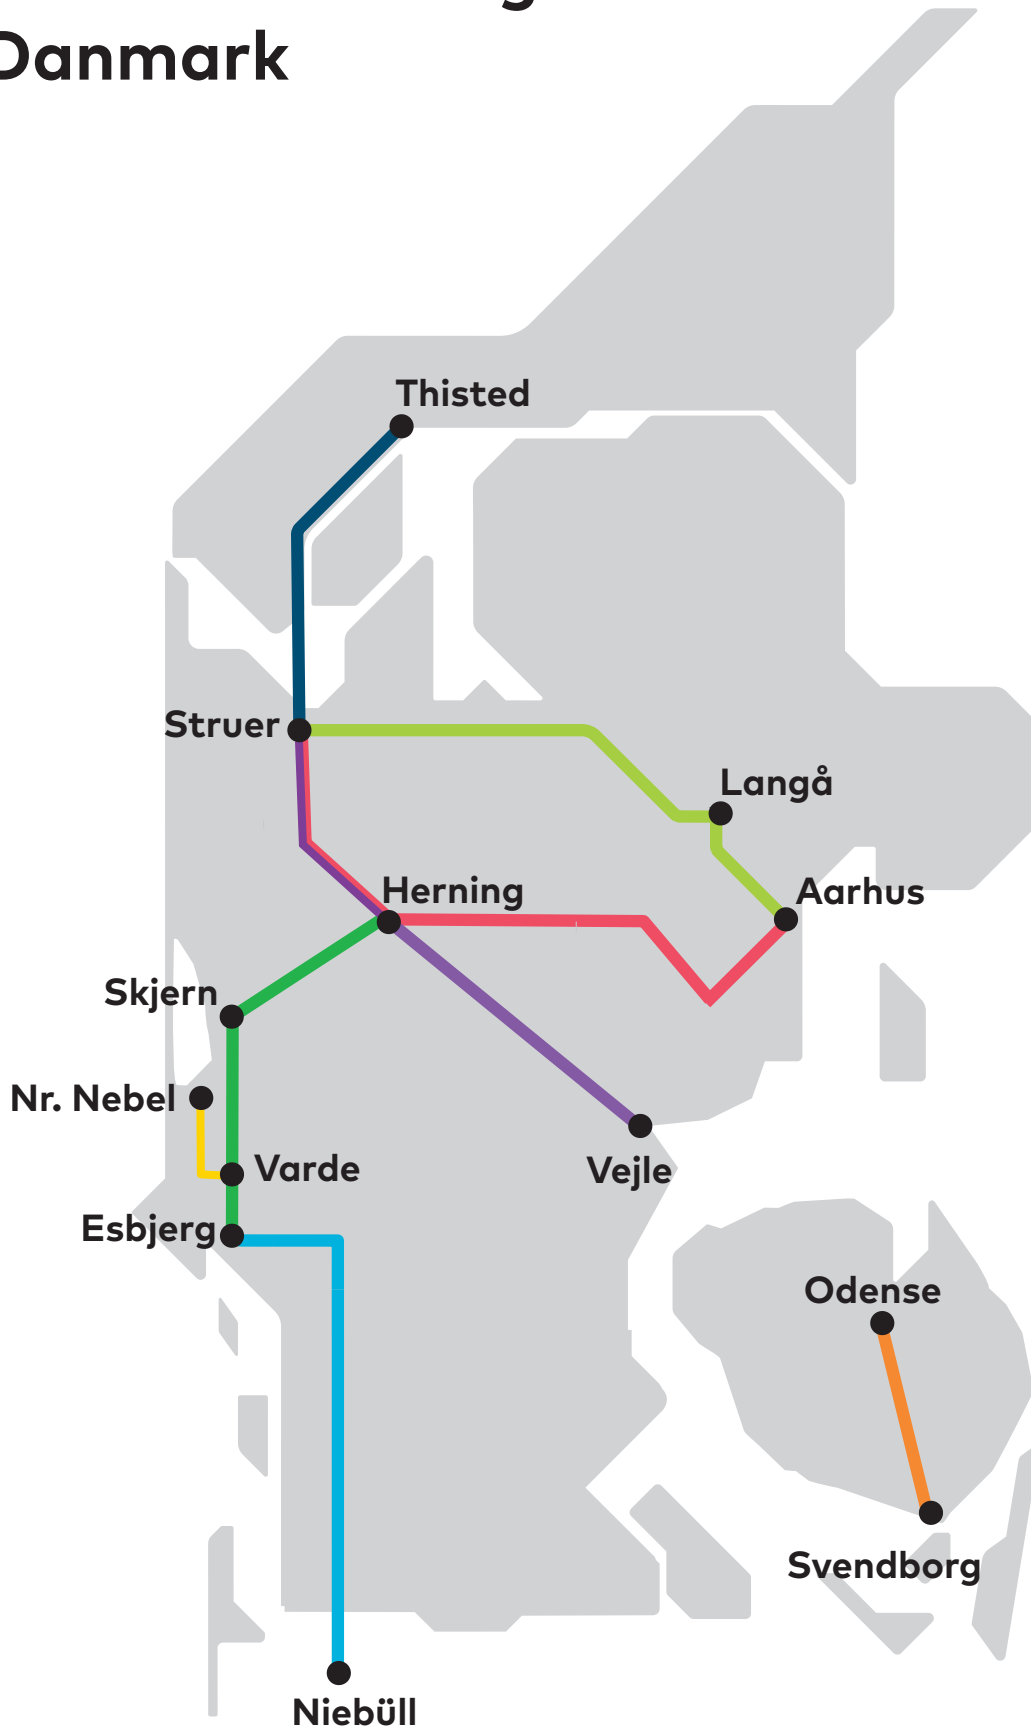 Danmark
Thisted
Struer
Langå
Herning
Aarhus
Skjern
Nr. Nebel
Varde
Vejle
Esbjerg
Odense
Svendborg
Niebüll